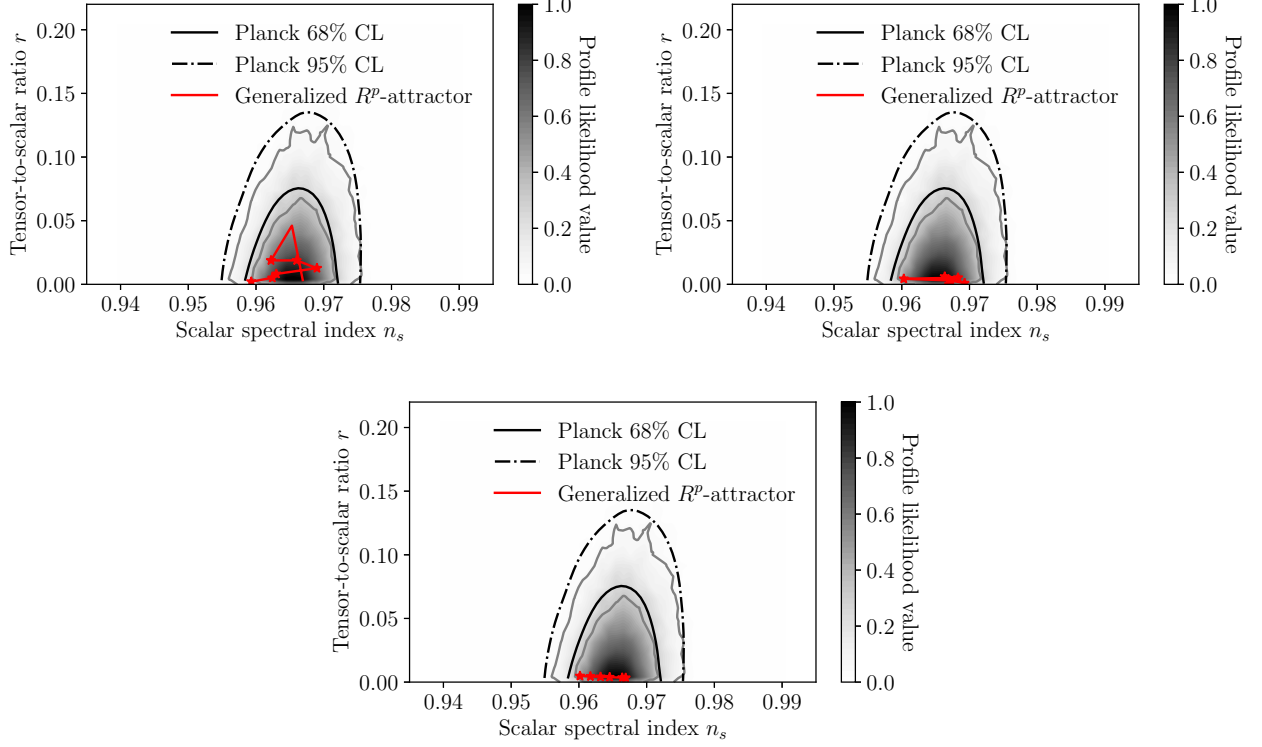 Planck 68% CL
Planck 95% CL
Generalized R^p-attractor
0.20
0.15
0.10
0.05
0.00
Tensor-to-scalar ratio r
0.94 0.95 0.96 0.97 0.98 0.99
Scalar spectral index n_s
1.0
0.8
0.6
0.4
0.2
0.0
Profile likelihood value
Planck 68% CL
Planck 95% CL
Generalized R^p-attractor
0.20
0.15
0.10
0.05
0.00
Tensor-to-scalar ratio r
0.94 0.95 0.96 0.97 0.98 0.99
Scalar spectral index n_s
1.0
0.8
0.6
0.4
0.2
0.0
Profile likelihood value
Planck 68% CL
Planck 95% CL
Generalized R^p-attractor
0.20
0.15
0.10
0.05
0.00
Tensor-to-scalar ratio r
0.94 0.95 0.96 0.97 0.98 0.99
Scalar spectral index n_s
1.0
0.8
0.6
0.4
0.2
0.0
Profile likelihood value